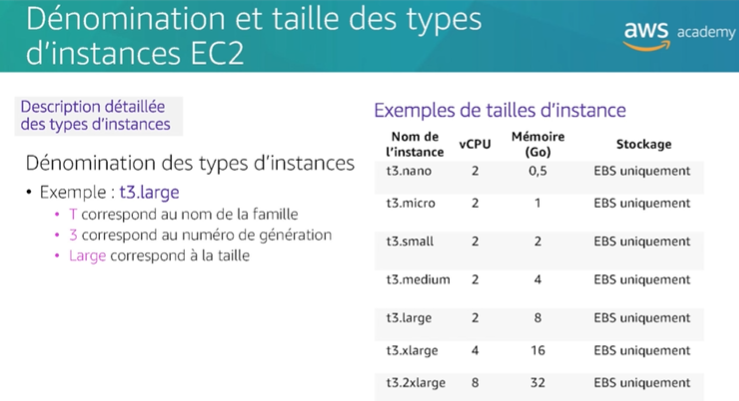 Dénomination et taille des types
d'instances EC2
aws academy
Description détaillée
des types d'instances
Dénomination des types d'instances
• Exemple : t3.large
• T correspond au nom de la famille
• 3 correspond au numéro de génération
• Large correspond à la taille
Exemples de tailles d'instance
Nom de l'instance vCPU Mémoire (Go) Stockage
t3.nano 2 0,5 EBS uniquement
t3.micro 2 1 EBS uniquement
t3.small 2 2 EBS uniquement
t3.medium 2 4 EBS uniquement
t3.large 2 8 EBS uniquement
t3.xlarge 4 16 EBS uniquement
t3.2xlarge 8 32 EBS uniquement